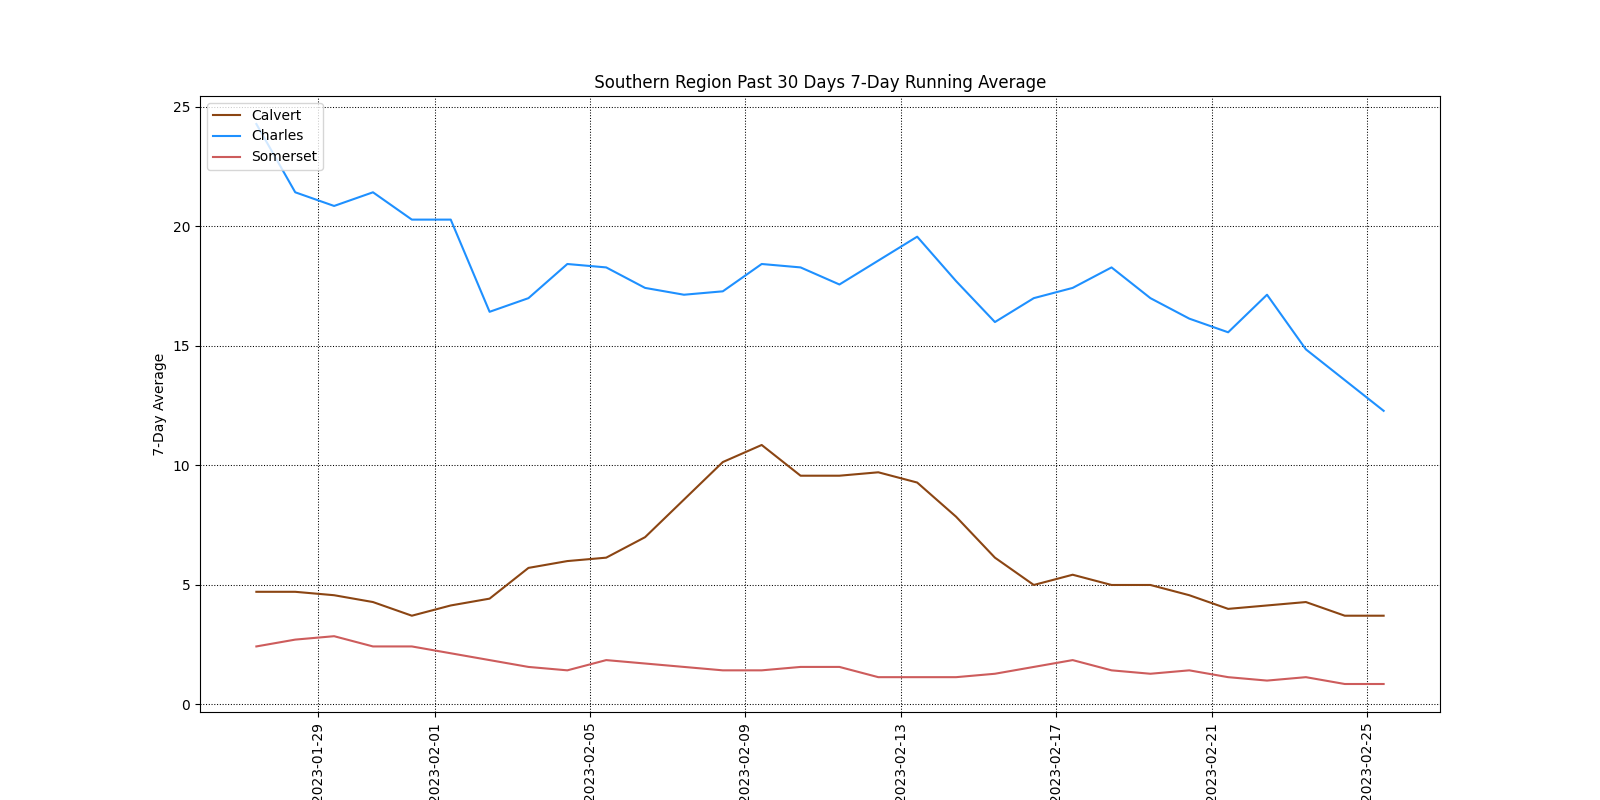 Southern Region Past 30 Days 7-Day Running Average
Calvert
Charles
Somerset
7-Day Average
25
20
15
10
5
0
2023-01-29
2023-02-01
2023-02-05
2023-02-09
2023-02-13
2023-02-17
2023-02-21
2023-02-25